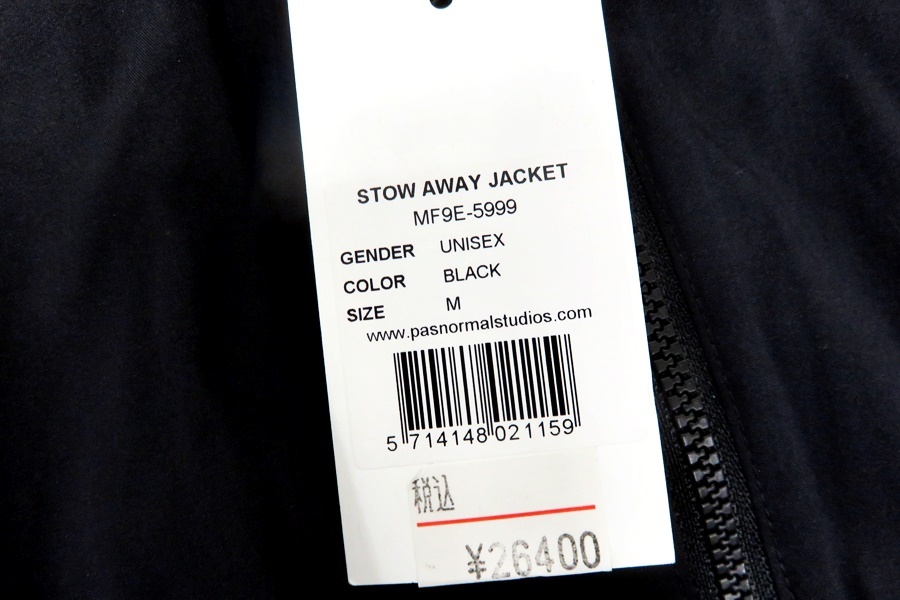 STOW AWAY JACKET
MF9E-5999
GENDER UNISEX
COLOR BLACK
SIZE M
www.pasnormalstudios.com
5 714148 021159
税込
¥26400